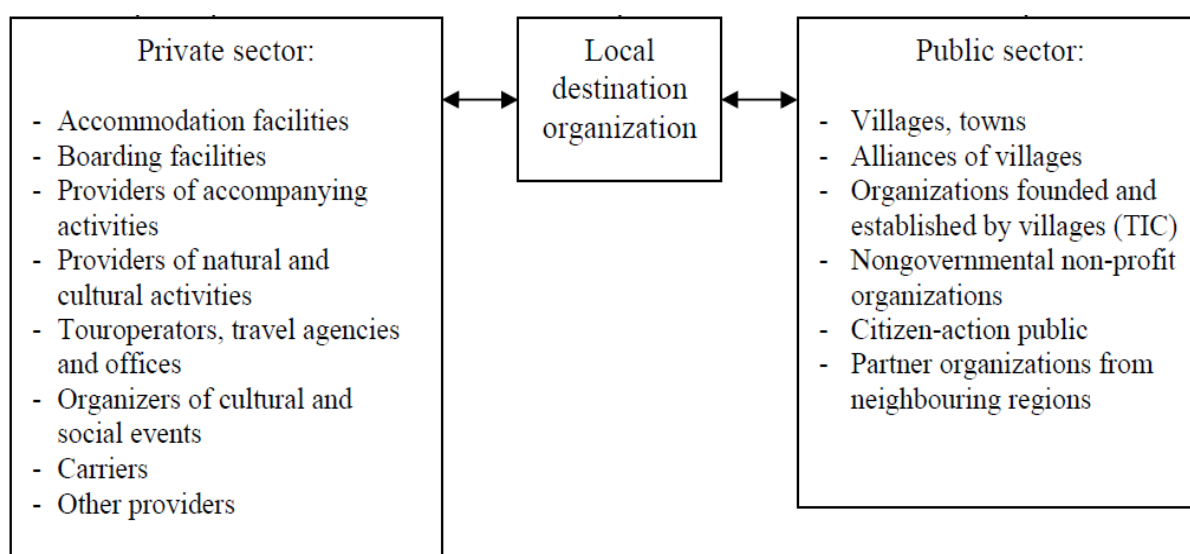 Private sector:
- Accommodation facilities
- Boarding facilities
- Providers of accompanying
activities
- Providers of natural and
cultural activities
- Touroperators, travel agencies
and offices
- Organizers of cultural and
social events
- Carriers
- Other providers
Local
destination
organization
Public sector:
- Villages, towns
- Alliances of villages
- Organizations founded and
established by villages (TIC)
- Nongovernmental non-profit
organizations
- Citizen-action public
- Partner organizations from
neighbouring regions